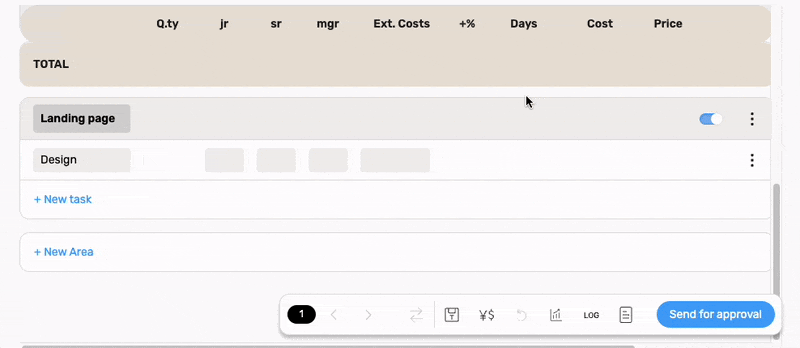 Q.ty jr sr mgr Ext. Costs +% Days Cost Price
TOTAL
Landing page
Design
+ New task
+ New Area
1 ¥$ LOG Send for approval